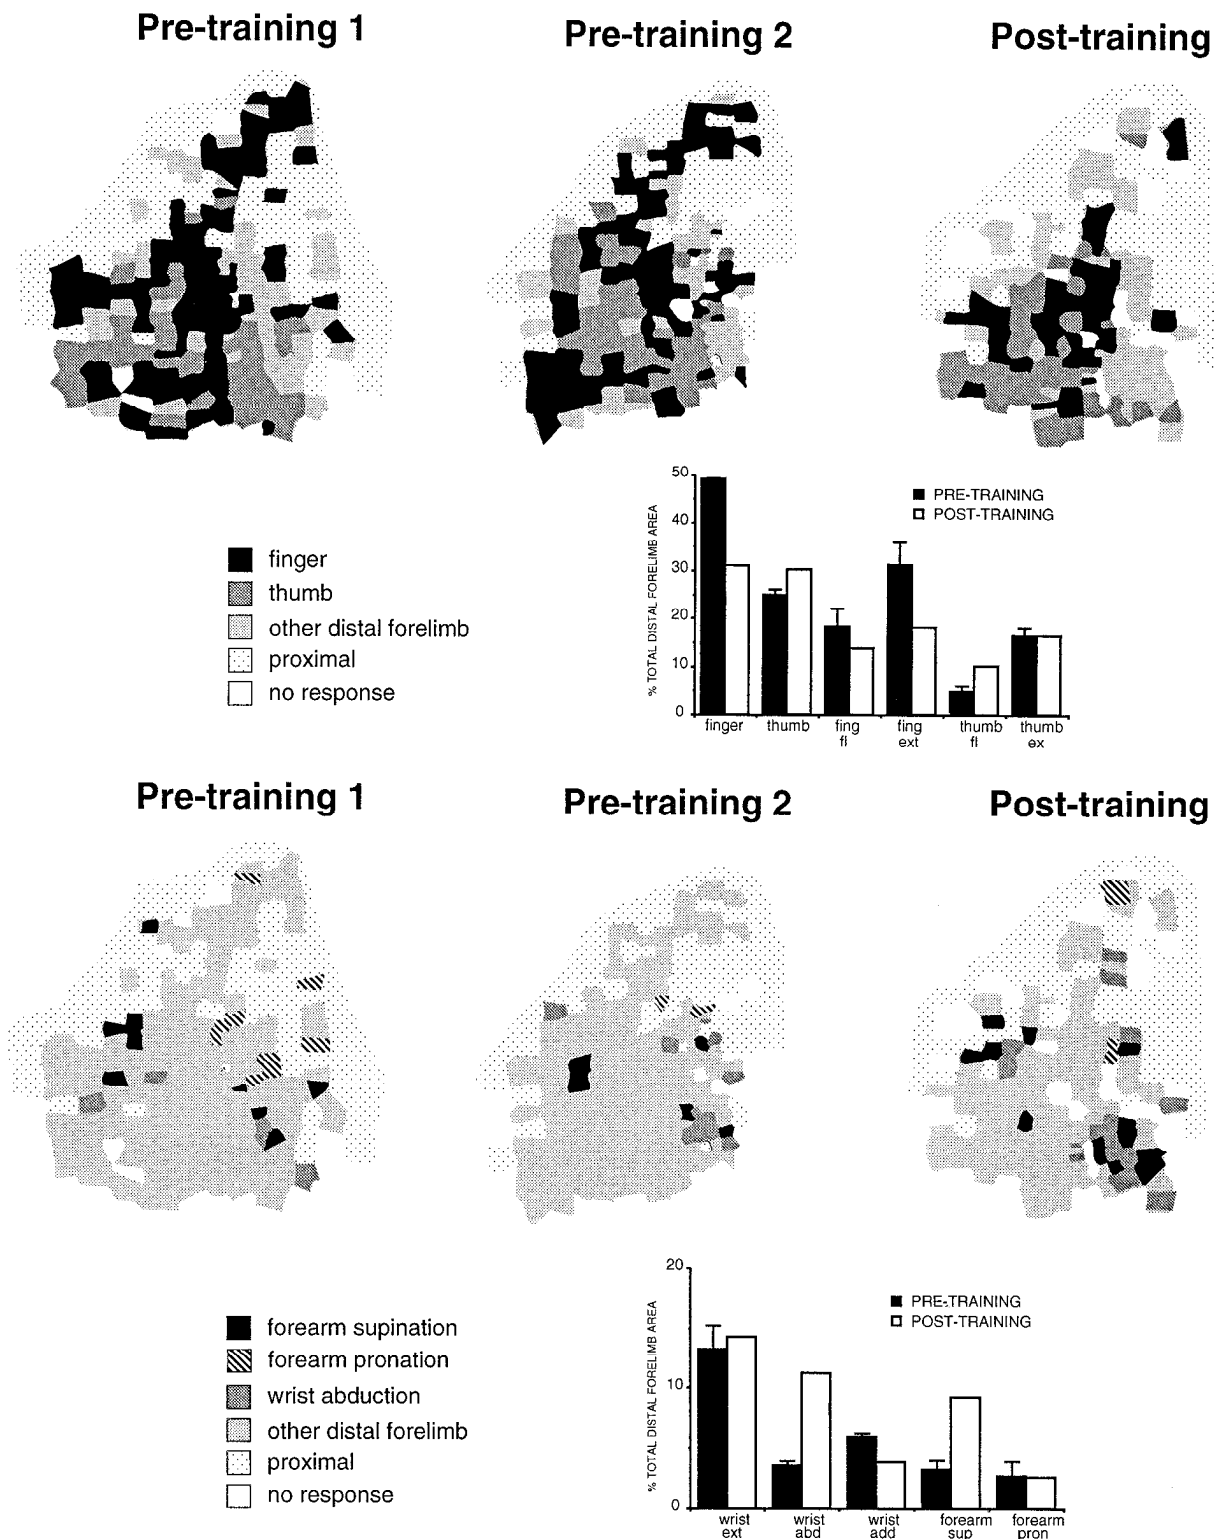 Pre-training 1
Pre-training 2
Post-training
finger
thumb
other distal forelimb
proximal
no response
% TOTAL DISTAL FORELIMB AREA
50
40
30
20
10
0
PRE-TRAINING
POST-TRAINING
finger
thumb
fing
fl
fing
ext
thumb
fl
thumb
ex
Pre-training 1
Pre-training 2
Post-training
forearm supination
forearm pronation
wrist abduction
other distal forelimb
proximal
no response
% TOTAL DISTAL FORELIMB AREA
20
10
0
PRE-TRAINING
POST-TRAINING
wrist
ext
wrist
abd
wrist
add
forearm
sup
forearm
pron